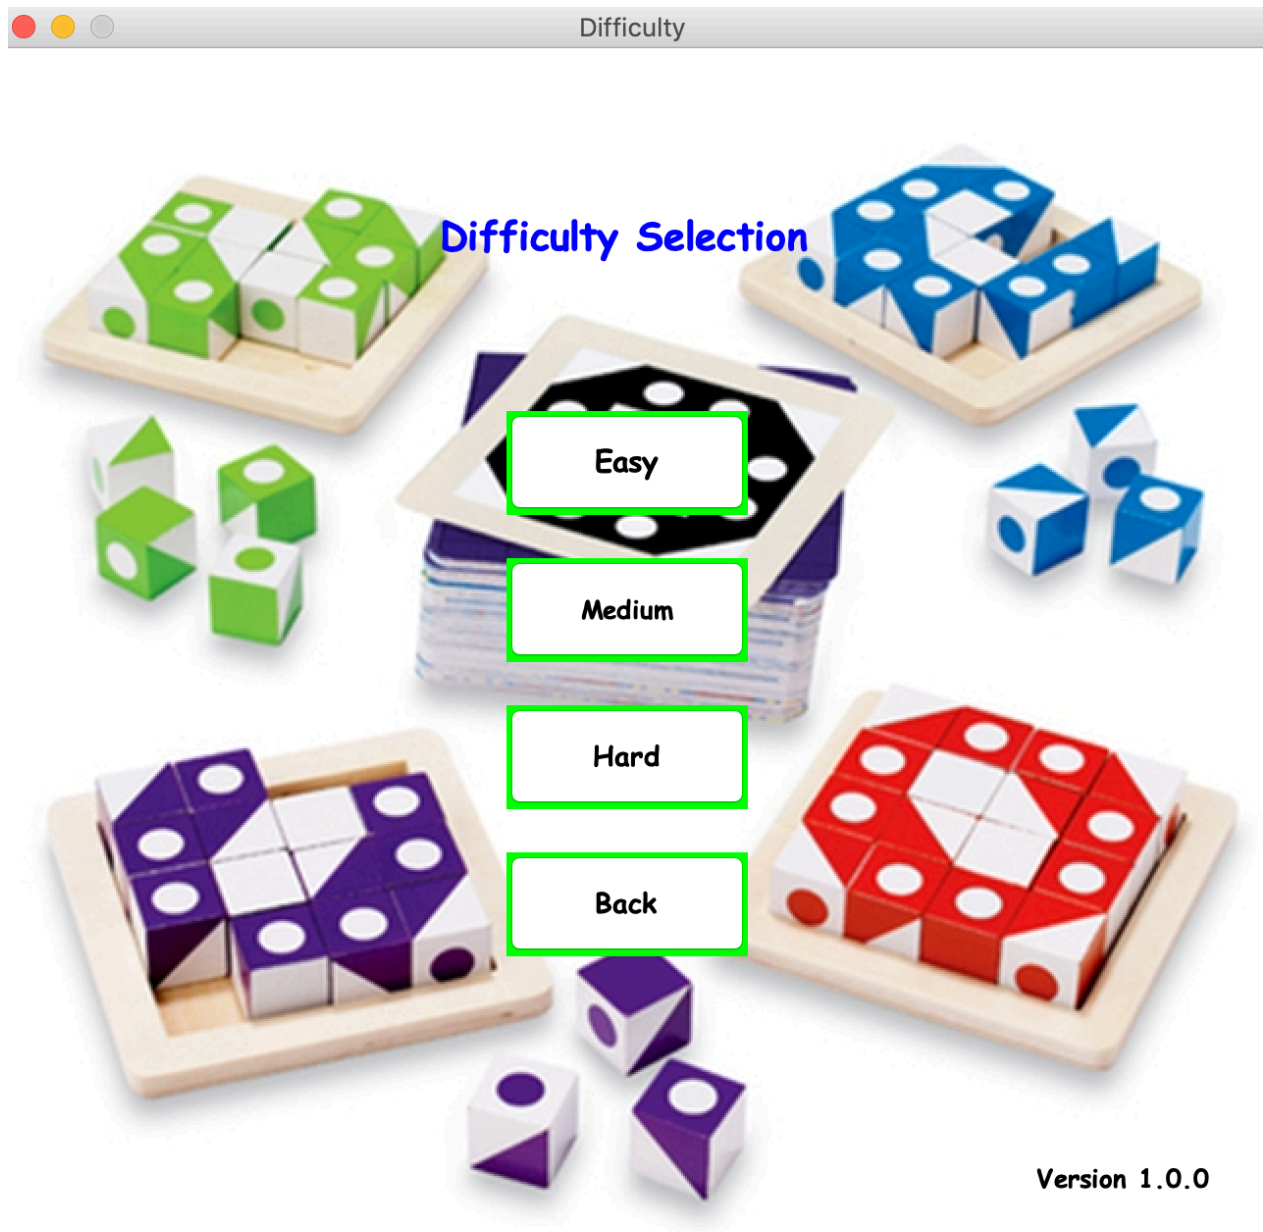 Difficulty
Difficulty Selection
Easy
Medium
Hard
Back
Version 1.0.0